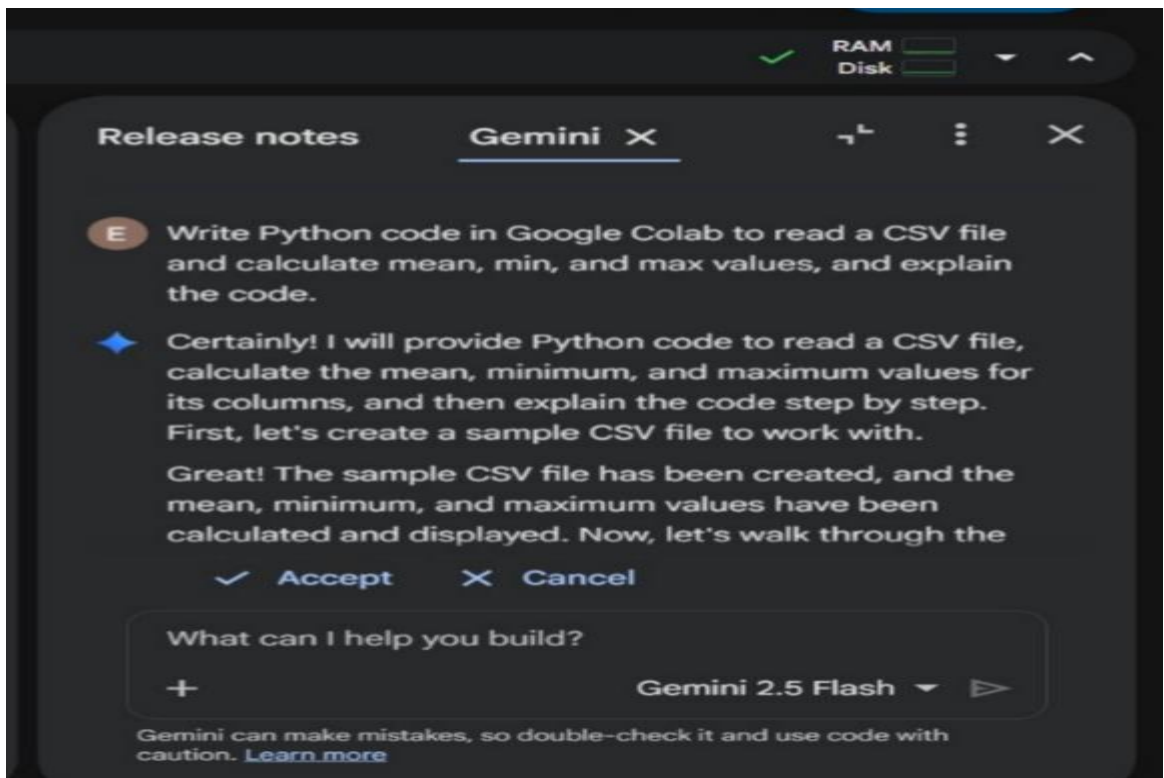 RAM
Disk
Release notes Gemini
E Write Python code in Google Colab to read a CSV file
and calculate mean, min, and max values, and explain
the code.
Certainly! I will provide Python code to read a CSV file,
calculate the mean, minimum, and maximum values for
its columns, and then explain the code step by step.
First, let's create a sample CSV file to work with.
Great! The sample CSV file has been created, and the
mean, minimum, and maximum values have been
calculated and displayed. Now, let's walk through the
Accept Cancel
What can I help you build?
Gemini 2.5 Flash
Gemini can make mistakes, so double-check it and use code with
caution. Learn more